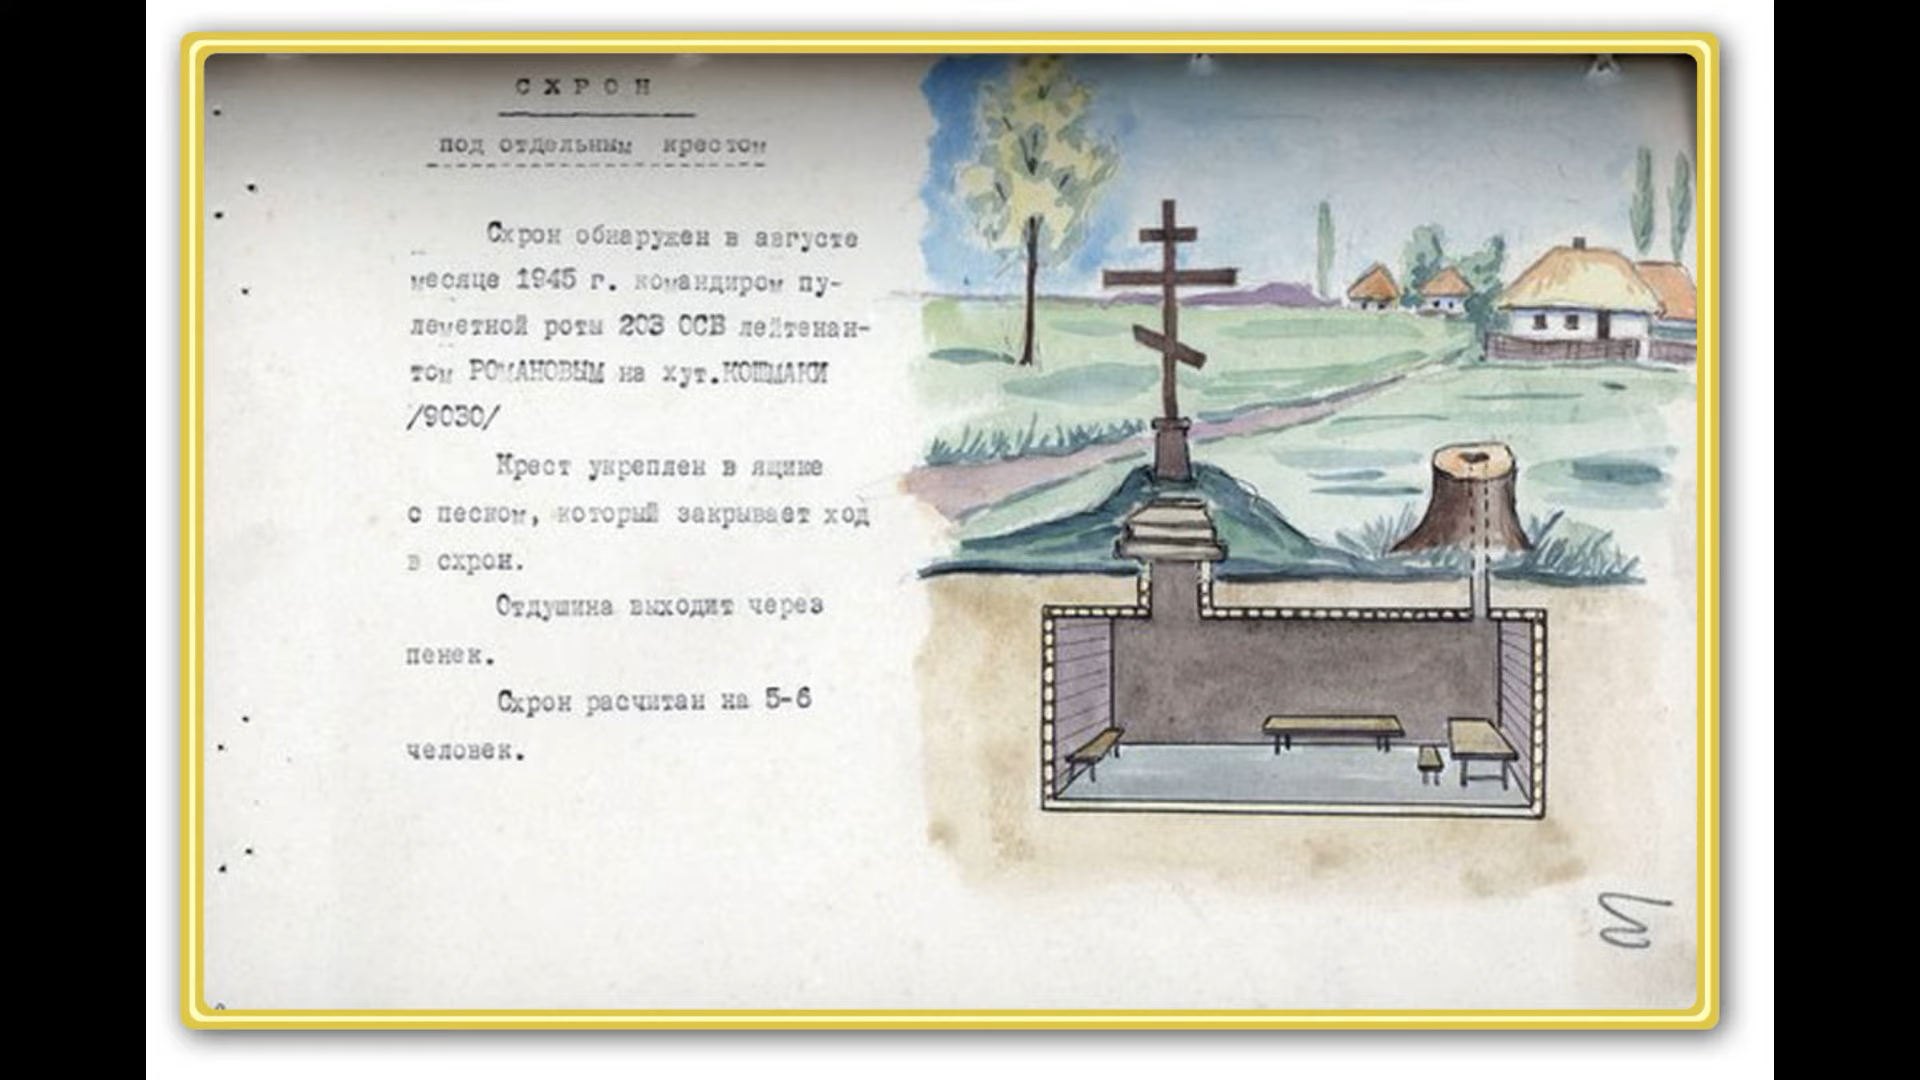 СХРОН
под отдельным крестом
Схрон обнаружен в августе
месяце 1945 г. командиром пу-
леметной роты 203 ОСБ лейтенан-
том РОМАНОВЫМ на хут.КОШМАКИ
/9030/
Крест укреплен в ящике
с песком, который закрывает ход
в схрон.
Отдушина выходит через
пенек.
Схрон расчитан на 5-6
человек.